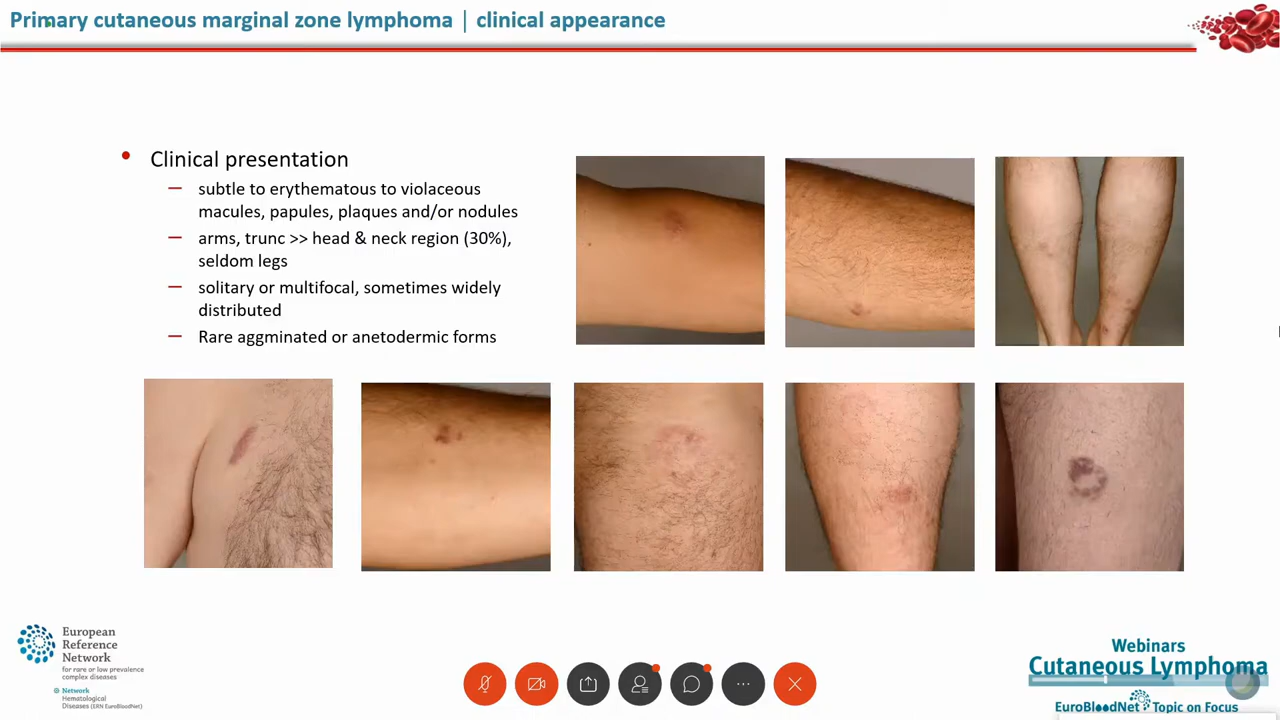 Primary cutaneous marginal zone lymphoma | clinical appearance
• Clinical presentation
— subtle to erythematous to violaceous
macules, papules, plaques and/or nodules
— arms, trunc >> head & neck region (30%),
seldom legs
— solitary or multifocal, sometimes widely
distributed
— Rare aggminated or anetodermic forms
European
Reference
Network
for rare or low prevalence
complex diseases
Network
Hematological
Diseases (ERN EuroBloodNet)
Webinars
Cutaneous Lymphoma
EuroBloodNet Topic on Focus